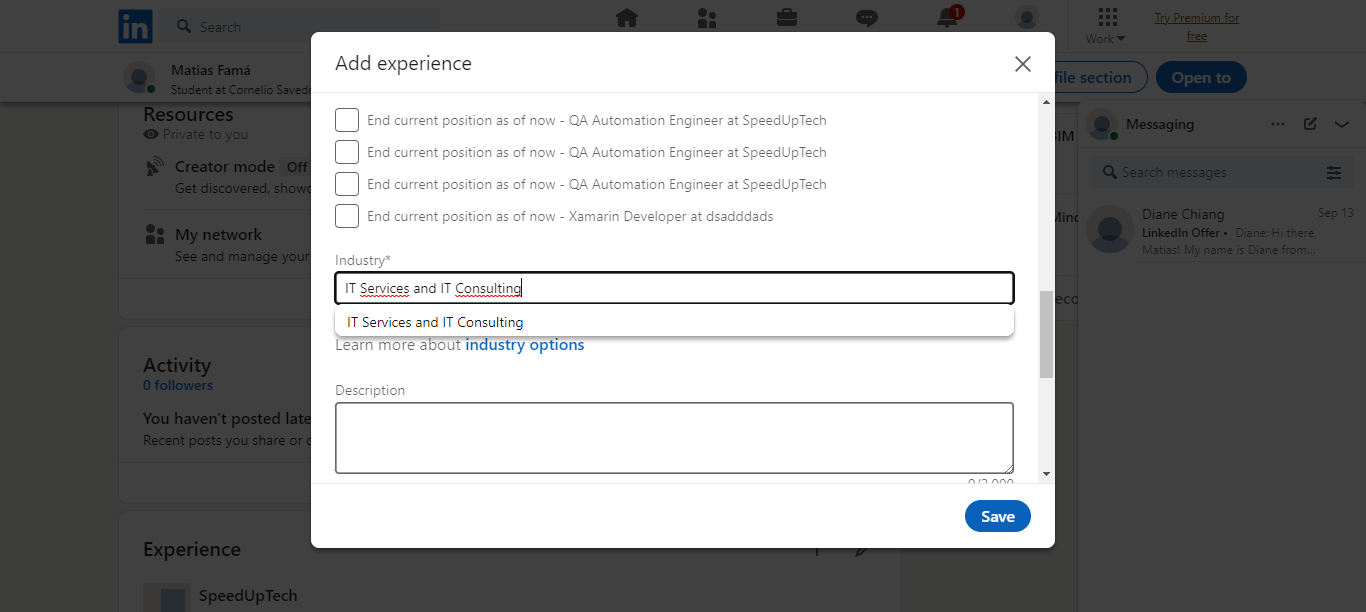 in
Search
1
Work
Try Premium for
free
Matias Famá
Student at Cornelio Saved
file section
Open to
Add experience
Resources
Private to you
Creator mode Off
Get discovered, show
My network
See and manage your
End current position as of now - QA Automation Engineer at SpeedUpTech
End current position as of now - QA Automation Engineer at SpeedUpTech
End current position as of now - QA Automation Engineer at SpeedUpTech
End current position as of now - Xamarin Developer at dsadddads
Industry*
IT Services and IT Consulting
IT Services and IT Consulting
Learn more about industry options
Description
0/2,000
Save
Activity
0 followers
You haven't posted late
Recent posts you share or c
Experience
SpeedUpTech
Messaging
Search messages
Diane Chiang
Sep 13
LinkedIn Offer • Diane: Hi there,
Matias! My name is Diane from...